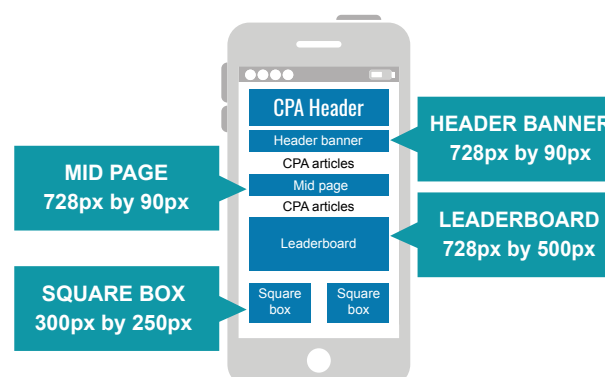 CPA Header
Header banner
CPA articles
Mid page
CPA articles
Leaderboard
Square
box
Square
box
MID PAGE
728px by 90px
SQUARE BOX
300px by 250px
HEADER BANNER
728px by 90px
LEADERBOARD
728px by 500px